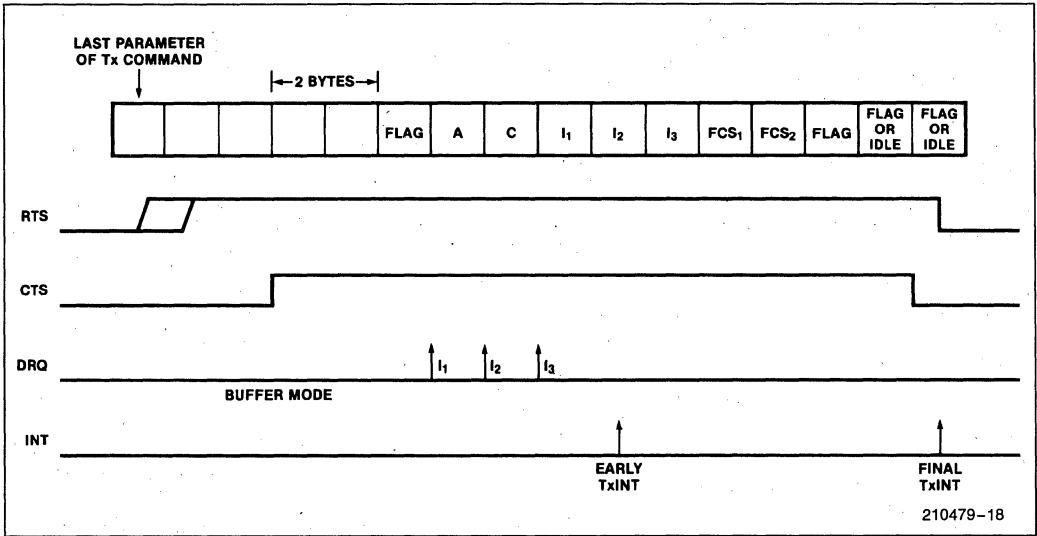 LAST PARAMETER
OF Tx COMMAND
2 BYTES
FLAG
A
C
I₁
I₂
I₃
FCS₁
FCS₂
FLAG
FLAG
OR
IDLE
FLAG
OR
IDLE
RTS
CTS
DRQ
I₁
I₂
I₃
BUFFER MODE
INT
EARLY
TxINT
FINAL
TxINT
210479-18